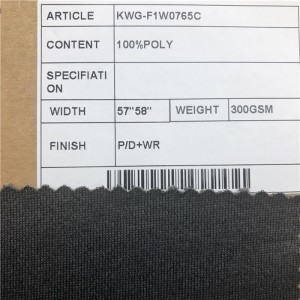 ARTICLE KWG-F1W0765C
CONTENT 100%POLY
SPECIFIATI
ON
WIDTH 57"58" WEIGHT 300GSM
FINISH P/D+WR